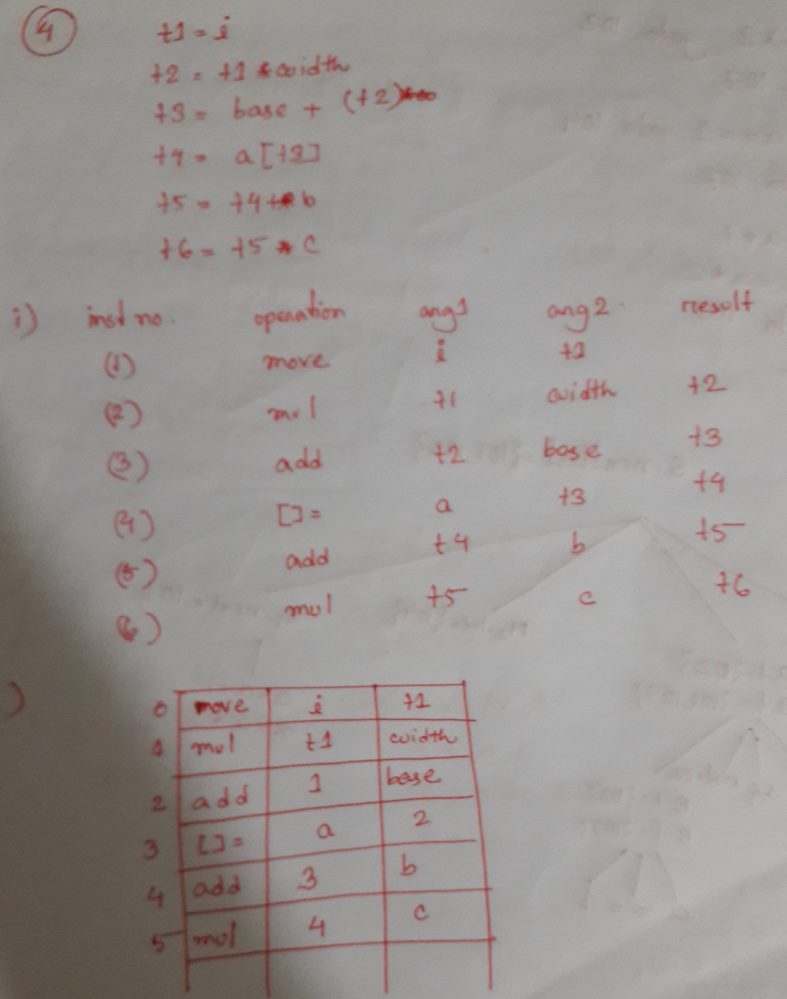 4
t1 = i
t2 = t1 * width
t3 = base + (t2)
t4 = a[t3]
t5 = t4 + b
t6 = t5 * c
i) inst no. operation arg1 arg2 result
(1) move i t1
(2) mul t1 width t2
(3) add t2 base t3
(4) []= a t3 t4
(5) add t4 b t5
(6) mul t5 c t6
)
0 move i t1
1 mul t1 width
2 add 1 base
3 []= a 2
4 add 3 b
5 mul 4 c